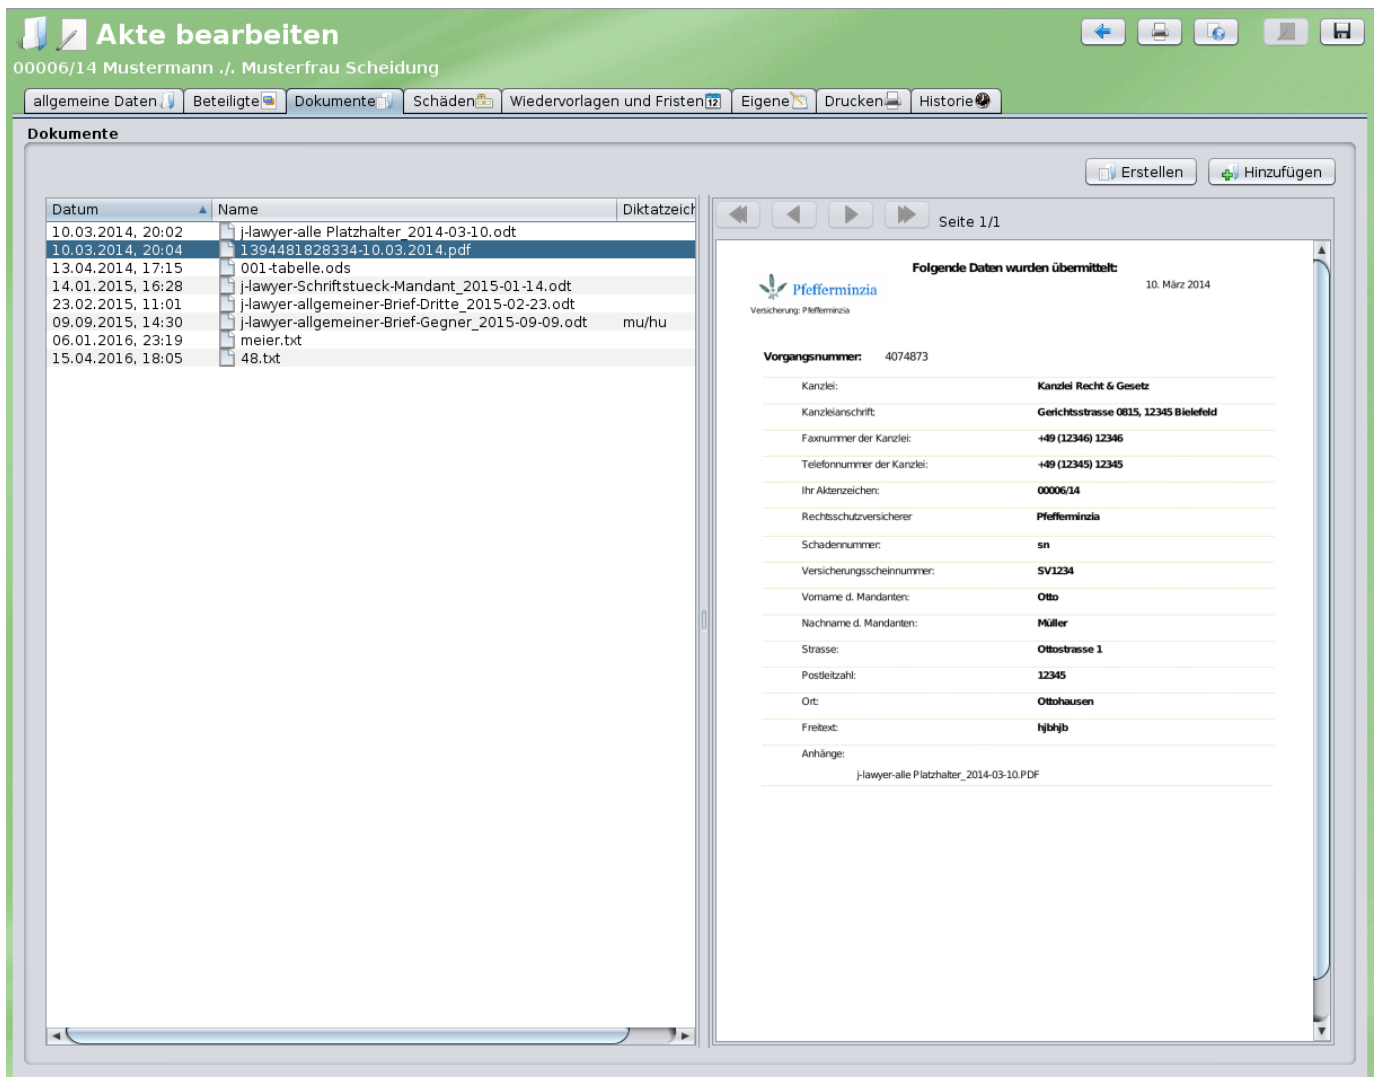 Akte bearbeiten
00006/14 Mustermann ./. Musterfrau Scheidung
allgemeine Daten Beteiligte Dokumente Schäden Wiedervorlagen und Fristen 12 Eigene Drucken Historie
Dokumente
Erstellen Hinzufügen
Datum Name Diktatzeich
10.03.2014, 20:02 j-lawyer-alle Platzhalter_2014-03-10.odt
10.03.2014, 20:04 1394481828334-10.03.2014.pdf
13.04.2014, 17:15 001-tabelle.ods
14.01.2015, 16:28 j-lawyer-Schriftstueck-Mandant_2015-01-14.odt
23.02.2015, 11:01 j-lawyer-allgemeiner-Brief-Dritte_2015-02-23.odt
09.09.2015, 14:30 j-lawyer-allgemeiner-Brief-Gegner_2015-09-09.odt mu/hu
06.01.2016, 23:19 meier.txt
15.04.2016, 18:05 48.txt
Seite 1/1
Folgende Daten wurden übermittelt:
Pfefferminzia 10. März 2014
Versicherung: Pfefferminzia
Vorgangsnummer: 4074873
Kanzlei: Kanzlei Recht & Gesetz
Kanzleianschrift: Gerichtsstrasse 0815, 12345 Bielefeld
Faxnummer der Kanzlei: +49 (12346) 12346
Telefonnummer der Kanzlei: +49 (12345) 12345
Ihr Aktenzeichen: 00006/14
Rechtsschutzversicherer Pfefferminzia
Schadennummer: sn
Versicherungsscheinnummer: SV1234
Vorname d. Mandanten: Otto
Nachname d. Mandanten: Müller
Strasse: Ottostrasse 1
Postleitzahl: 12345
Ort: Ottohausen
Freitext: hjbhjb
Anhänge:
j-lawyer-alle Platzhalter_2014-03-10.PDF